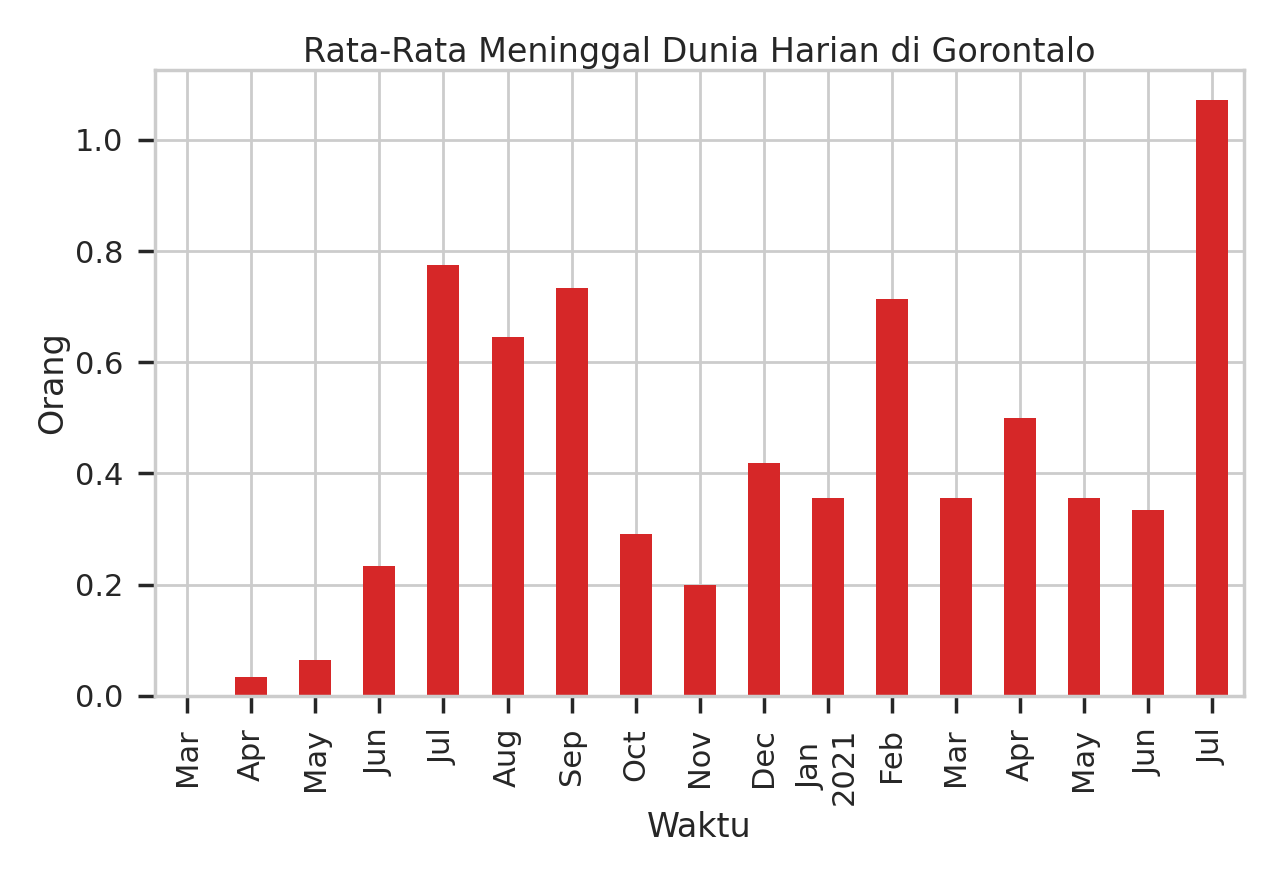 Rata-Rata Meninggal Dunia Harian di Gorontalo
Orang
1.0
0.8
0.6
0.4
0.2
0.0
Mar
Apr
May
Jun
Jul
Aug
Sep
Oct
Nov
Dec
Jan
2021
Feb
Mar
Apr
May
Jun
Jul
Waktu